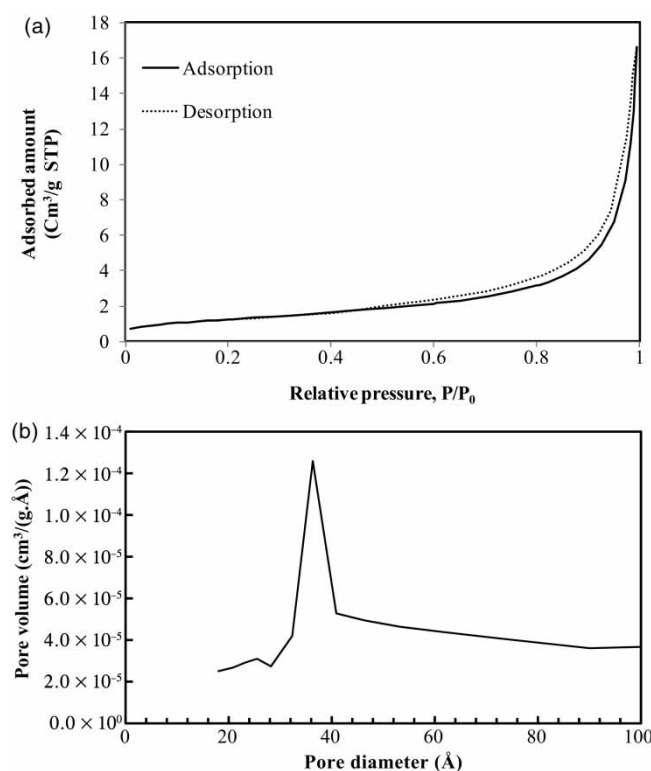 (a)
18
16
14
12
10
8
6
4
2
0
Adsorption
Desorption
Adsorbed amount
(Cm³/g STP)
0
0.2
0.4
0.6
0.8
1
Relative pressure, P/P₀
(b)
1.4 × 10⁻⁴
1.2 × 10⁻⁴
1.0 × 10⁻⁴
8.0 × 10⁻⁵
6.0 × 10⁻⁵
4.0 × 10⁻⁵
2.0 × 10⁻⁵
0.0 × 10⁰
Pore volume (cm³/(g.Å))
0
20
40
60
80
100
Pore diameter (Å)